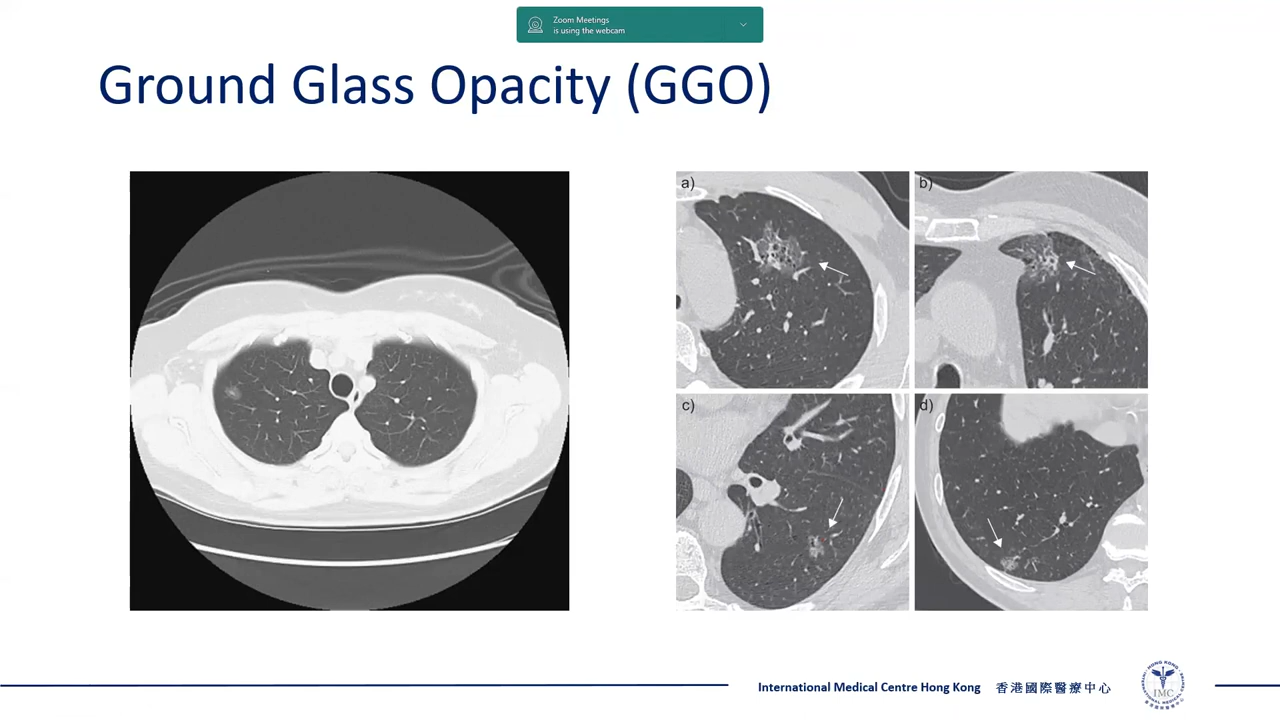 Zoom Meetings
is using the webcam
Ground Glass Opacity (GGO)
a)
b)
c)
d)
International Medical Centre Hong Kong 香港國際醫療中心
IMC